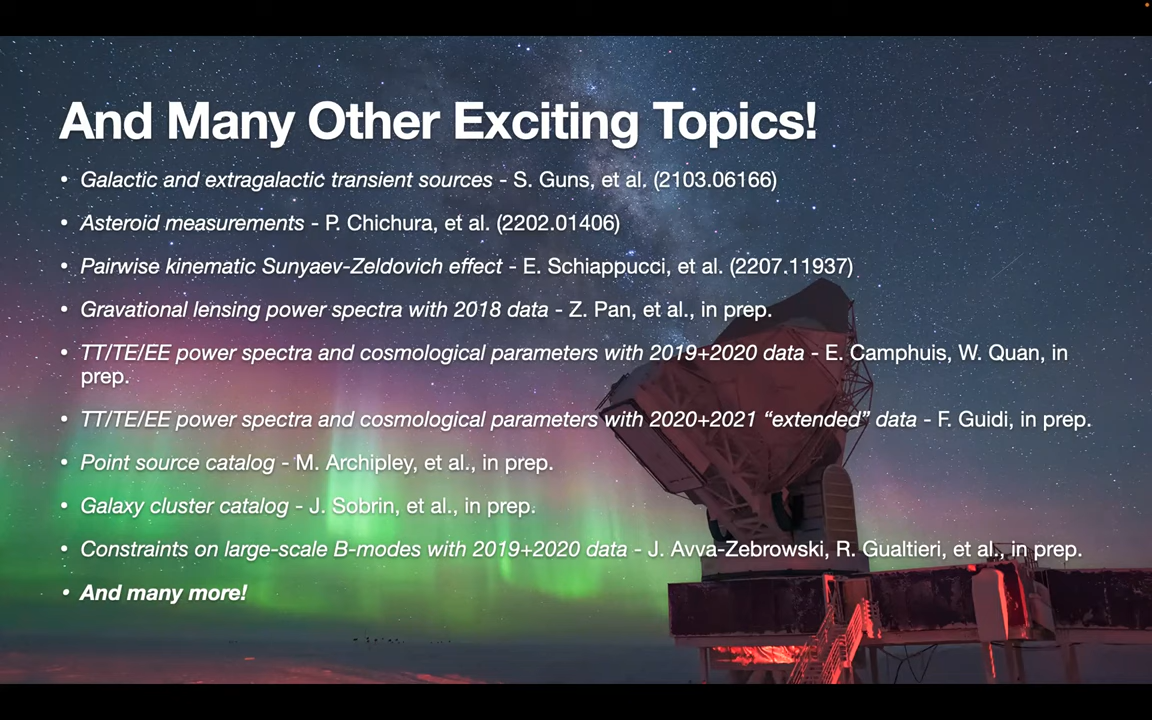 And Many Other Exciting Topics!
• Galactic and extragalactic transient sources - S. Guns, et al. (2103.06166)
• Asteroid measurements - P. Chichura, et al. (2202.01406)
• Pairwise kinematic Sunyaev-Zeldovich effect - E. Schiappucci, et al. (2207.11937)
• Gravational lensing power spectra with 2018 data - Z. Pan, et al., in prep.
• TT/TE/EE power spectra and cosmological parameters with 2019+2020 data - E. Camphuis, W. Quan, in
prep.
• TT/TE/EE power spectra and cosmological parameters with 2020+2021 “extended” data - F. Guidi, in prep.
• Point source catalog - M. Archipley, et al., in prep.
• Galaxy cluster catalog - J. Sobrin, et al., in prep.
• Constraints on large-scale B-modes with 2019+2020 data - J. Avva-Zebrowski, R. Gualtieri, et al., in prep.
• And many more!